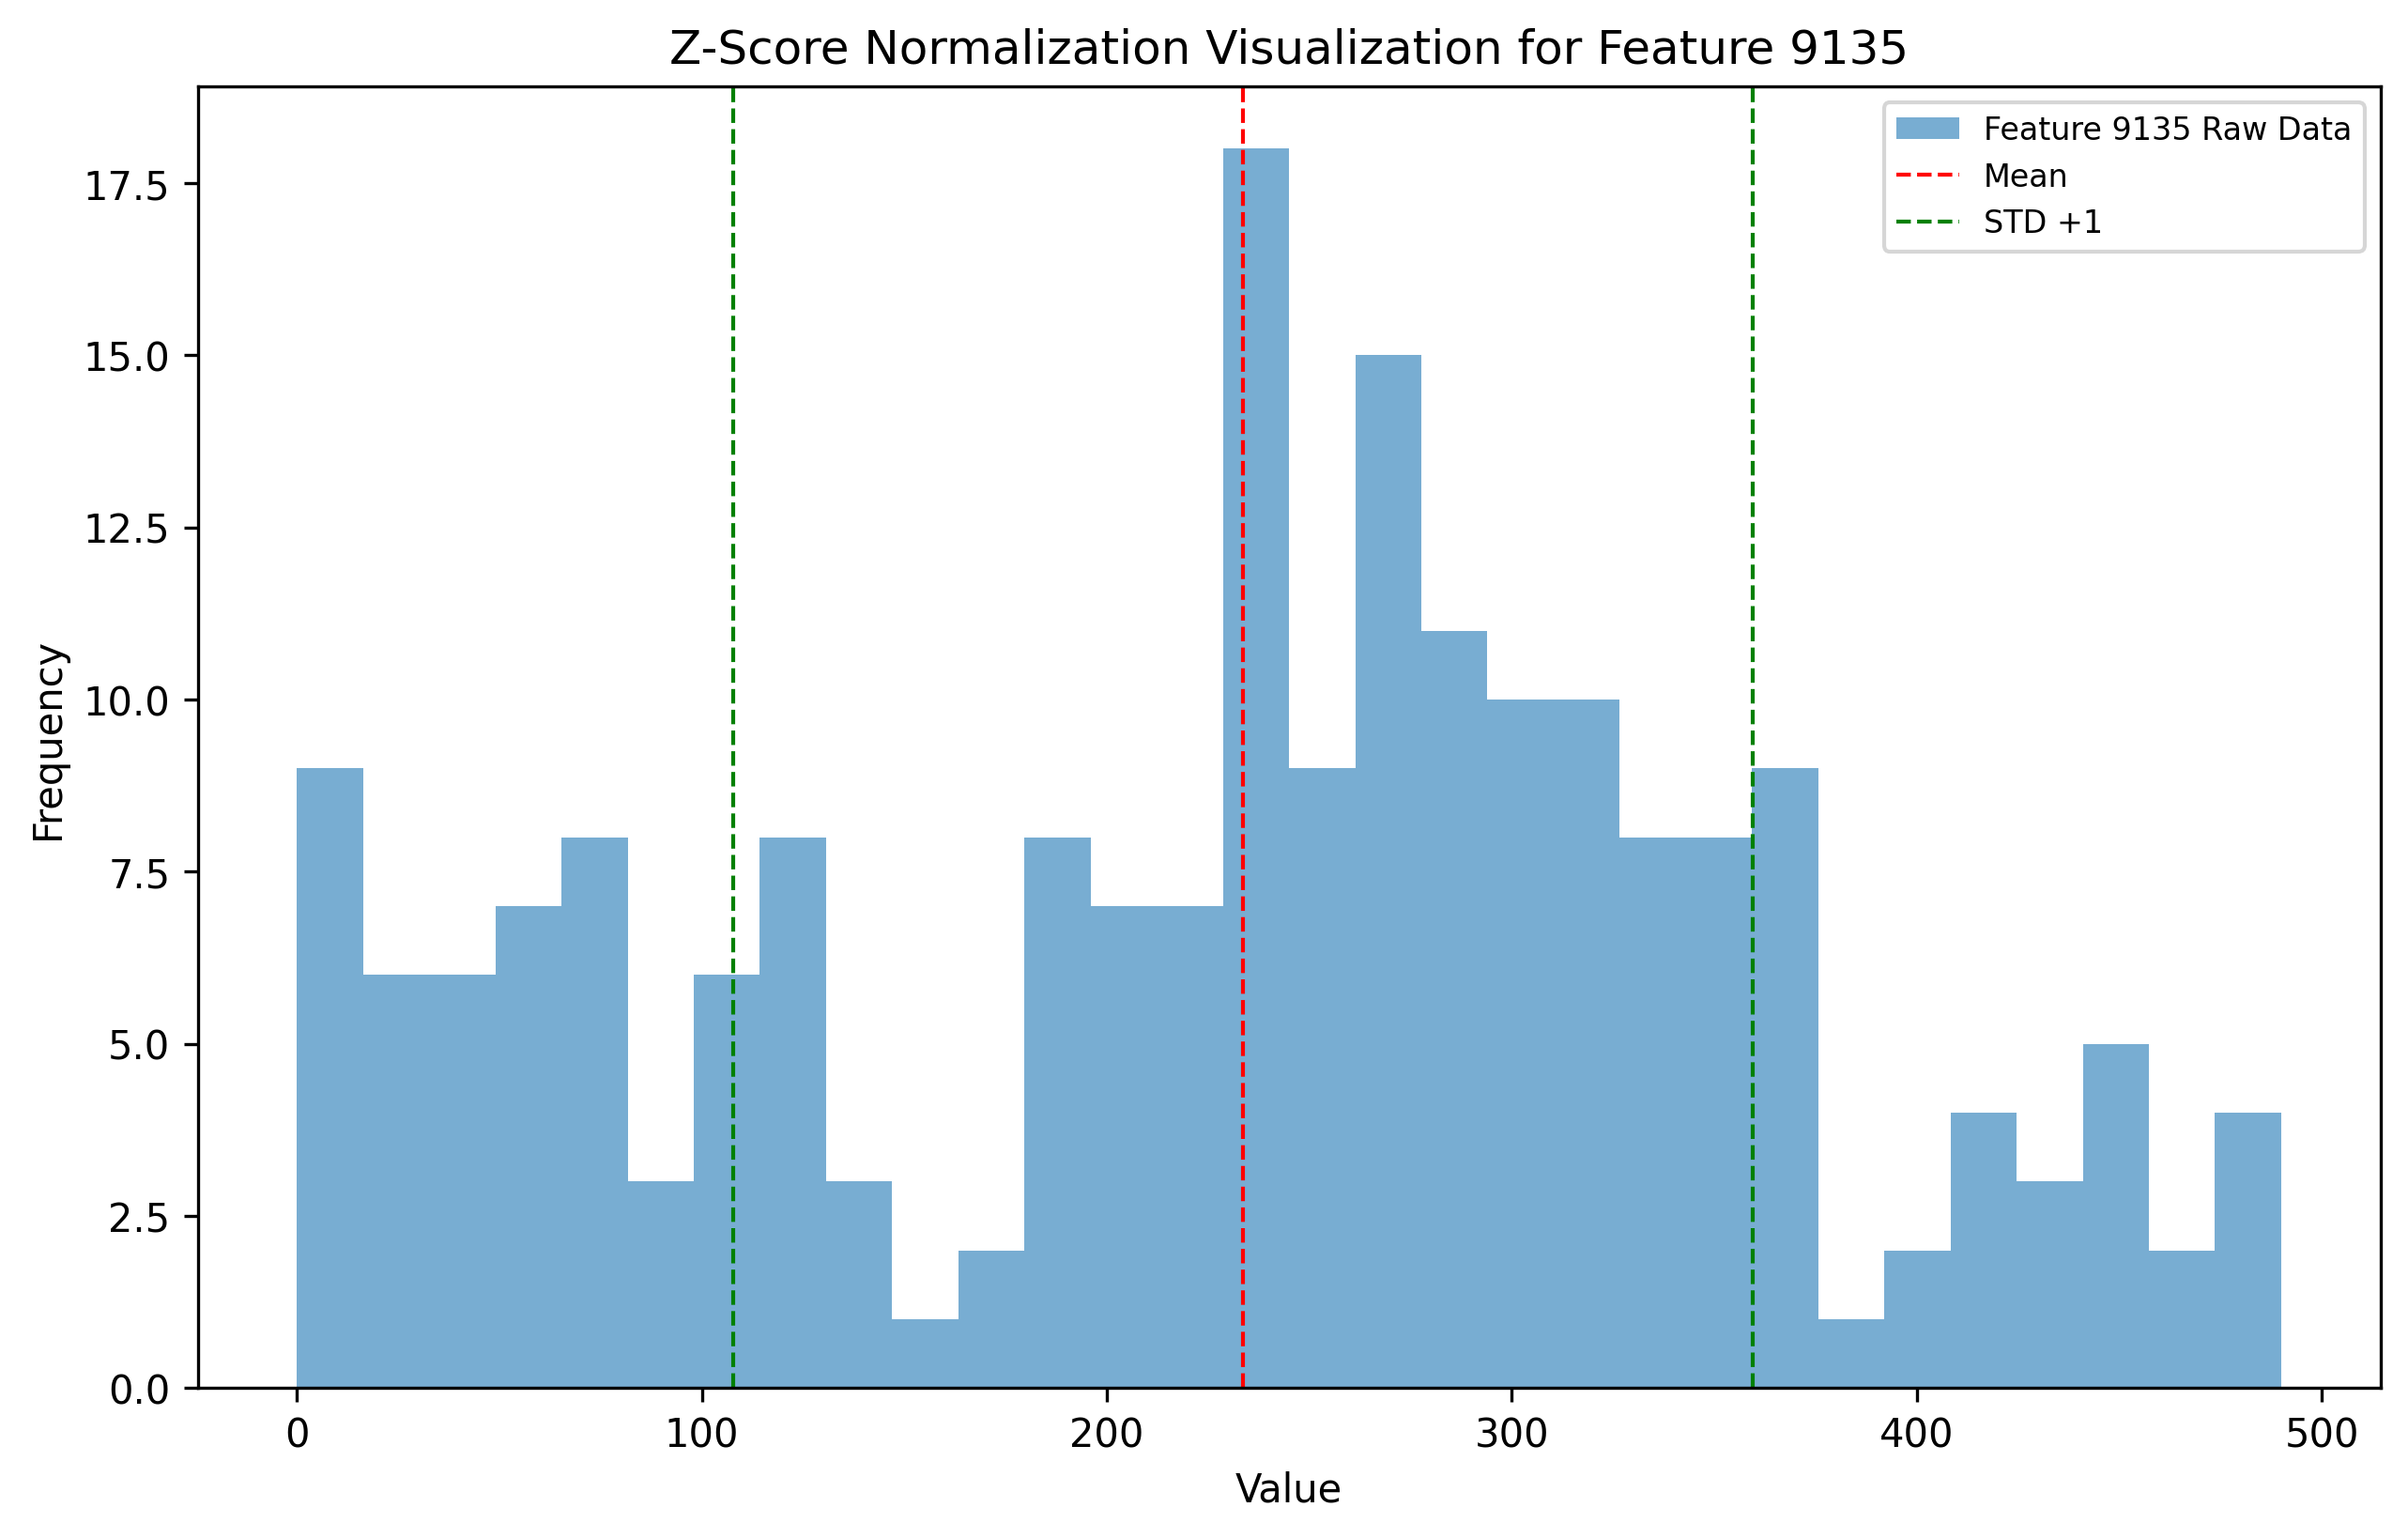 Z-Score Normalization Visualization for Feature 9135
Feature 9135 Raw Data
Mean
STD +1
17.5
15.0
12.5
10.0
7.5
5.0
2.5
0.0
Frequency
0 100 200 300 400 500
Value